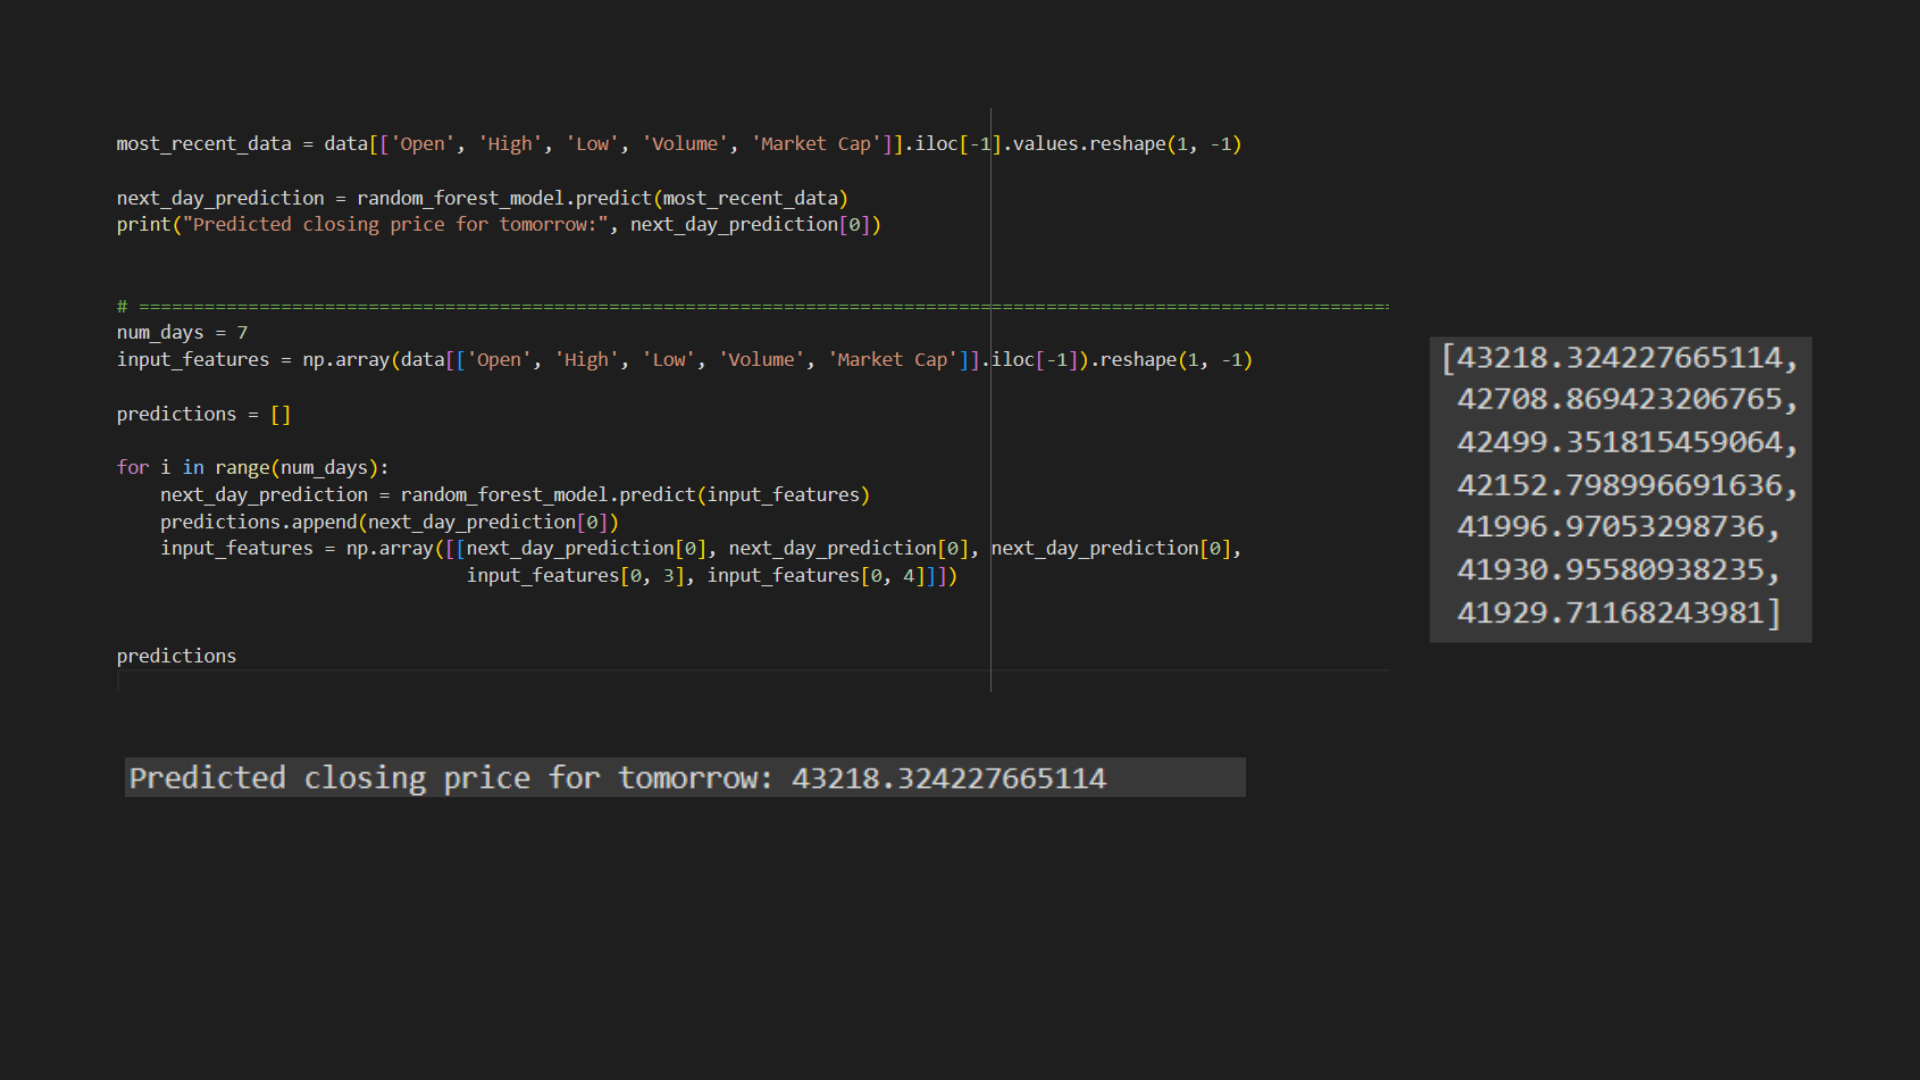 most_recent_data = data[['Open', 'High', 'Low', 'Volume', 'Market Cap']].iloc[-1].values.reshape(1, -1)
next_day_prediction = random_forest_model.predict(most_recent_data)
print("Predicted closing price for tomorrow:", next_day_prediction[0])
# ===================================================================================================================
num_days = 7
input_features = np.array(data[['Open', 'High', 'Low', 'Volume', 'Market Cap']].iloc[-1]).reshape(1, -1)
predictions = []
for i in range(num_days):
    next_day_prediction = random_forest_model.predict(input_features)
    predictions.append(next_day_prediction[0])
    input_features = np.array([[next_day_prediction[0], next_day_prediction[0], next_day_prediction[0],
                                input_features[0, 3], input_features[0, 4]]])
predictions
[43218.324227665114,
 42708.869423206765,
 42499.351815459064,
 42152.798996691636,
 41996.97053298736,
 41930.95580938235,
 41929.71168243981]
Predicted closing price for tomorrow: 43218.324227665114